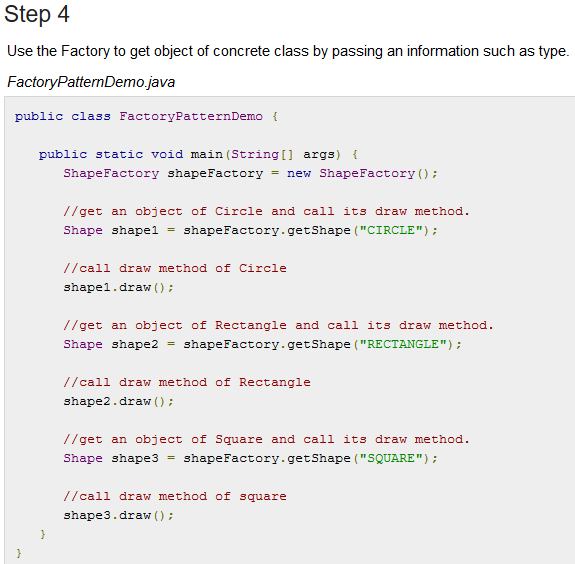 Step 4
Use the Factory to get object of concrete class by passing an information such as type.
FactoryPatternDemo.java
public class FactoryPatternDemo {
public static void main(String[] args) {
ShapeFactory shapeFactory = new ShapeFactory();
//get an object of Circle and call its draw method.
Shape shape1 = shapeFactory.getShape("CIRCLE");
//call draw method of Circle
shape1.draw();
//get an object of Rectangle and call its draw method.
Shape shape2 = shapeFactory.getShape("RECTANGLE");
//call draw method of Rectangle
shape2.draw();
//get an object of Square and call its draw method.
Shape shape3 = shapeFactory.getShape("SQUARE");
//call draw method of square
shape3.draw();
}
}